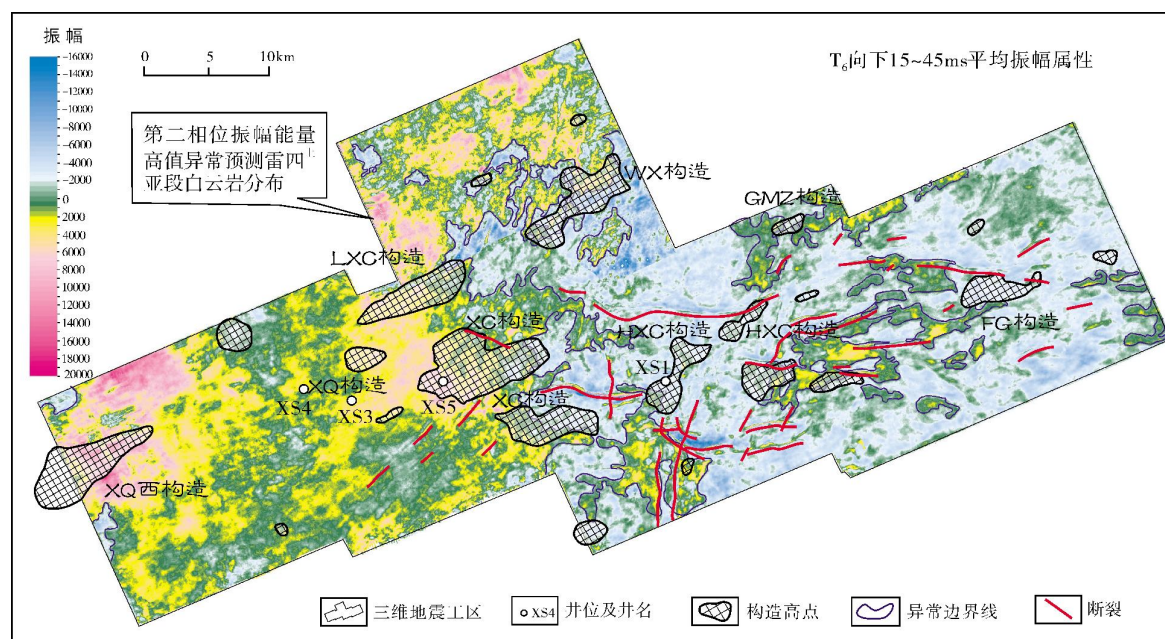 振幅
-16000
-14000
-12000
-10000
-8000
-6000
-4000
-2000
0
2000
4000
6000
8000
10000
12000
14000
16000
18000
20000
0 5 10km
T₆向下15~45ms平均振幅属性
第二相位振幅能量
高值异常预测雷四上
亚段白云岩分布
WX构造
GMZ构造
LXC构造
XC构造
HXC构造
HXC构造
FG构造
XS1
XQ构造
XS4
XS3
XS5
XC构造
XQ西构造
三维地震工区
XS4 井位及井名
构造高点
异常边界线
断裂